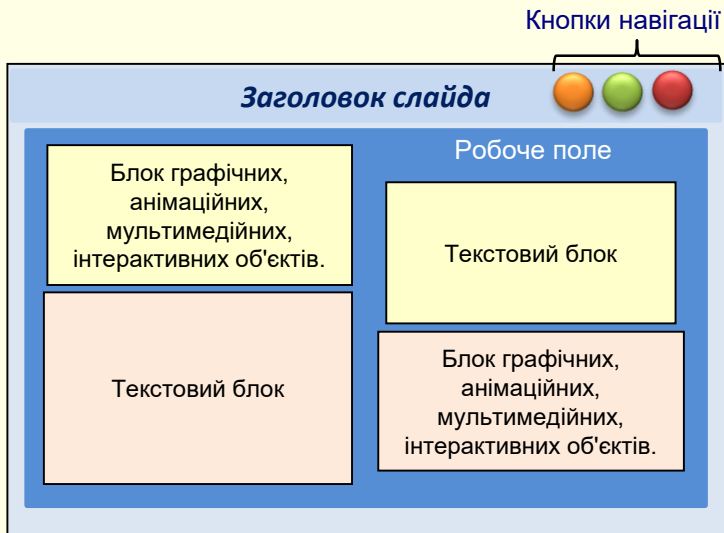 Кнопки навігації
Заголовок слайда
Робоче поле
Блок графічних,
анімаційних,
мультимедійних,
інтерактивних об'єктів.
Текстовий блок
Текстовий блок
Блок графічних,
анімаційних,
мультимедійних,
інтерактивних об'єктів.